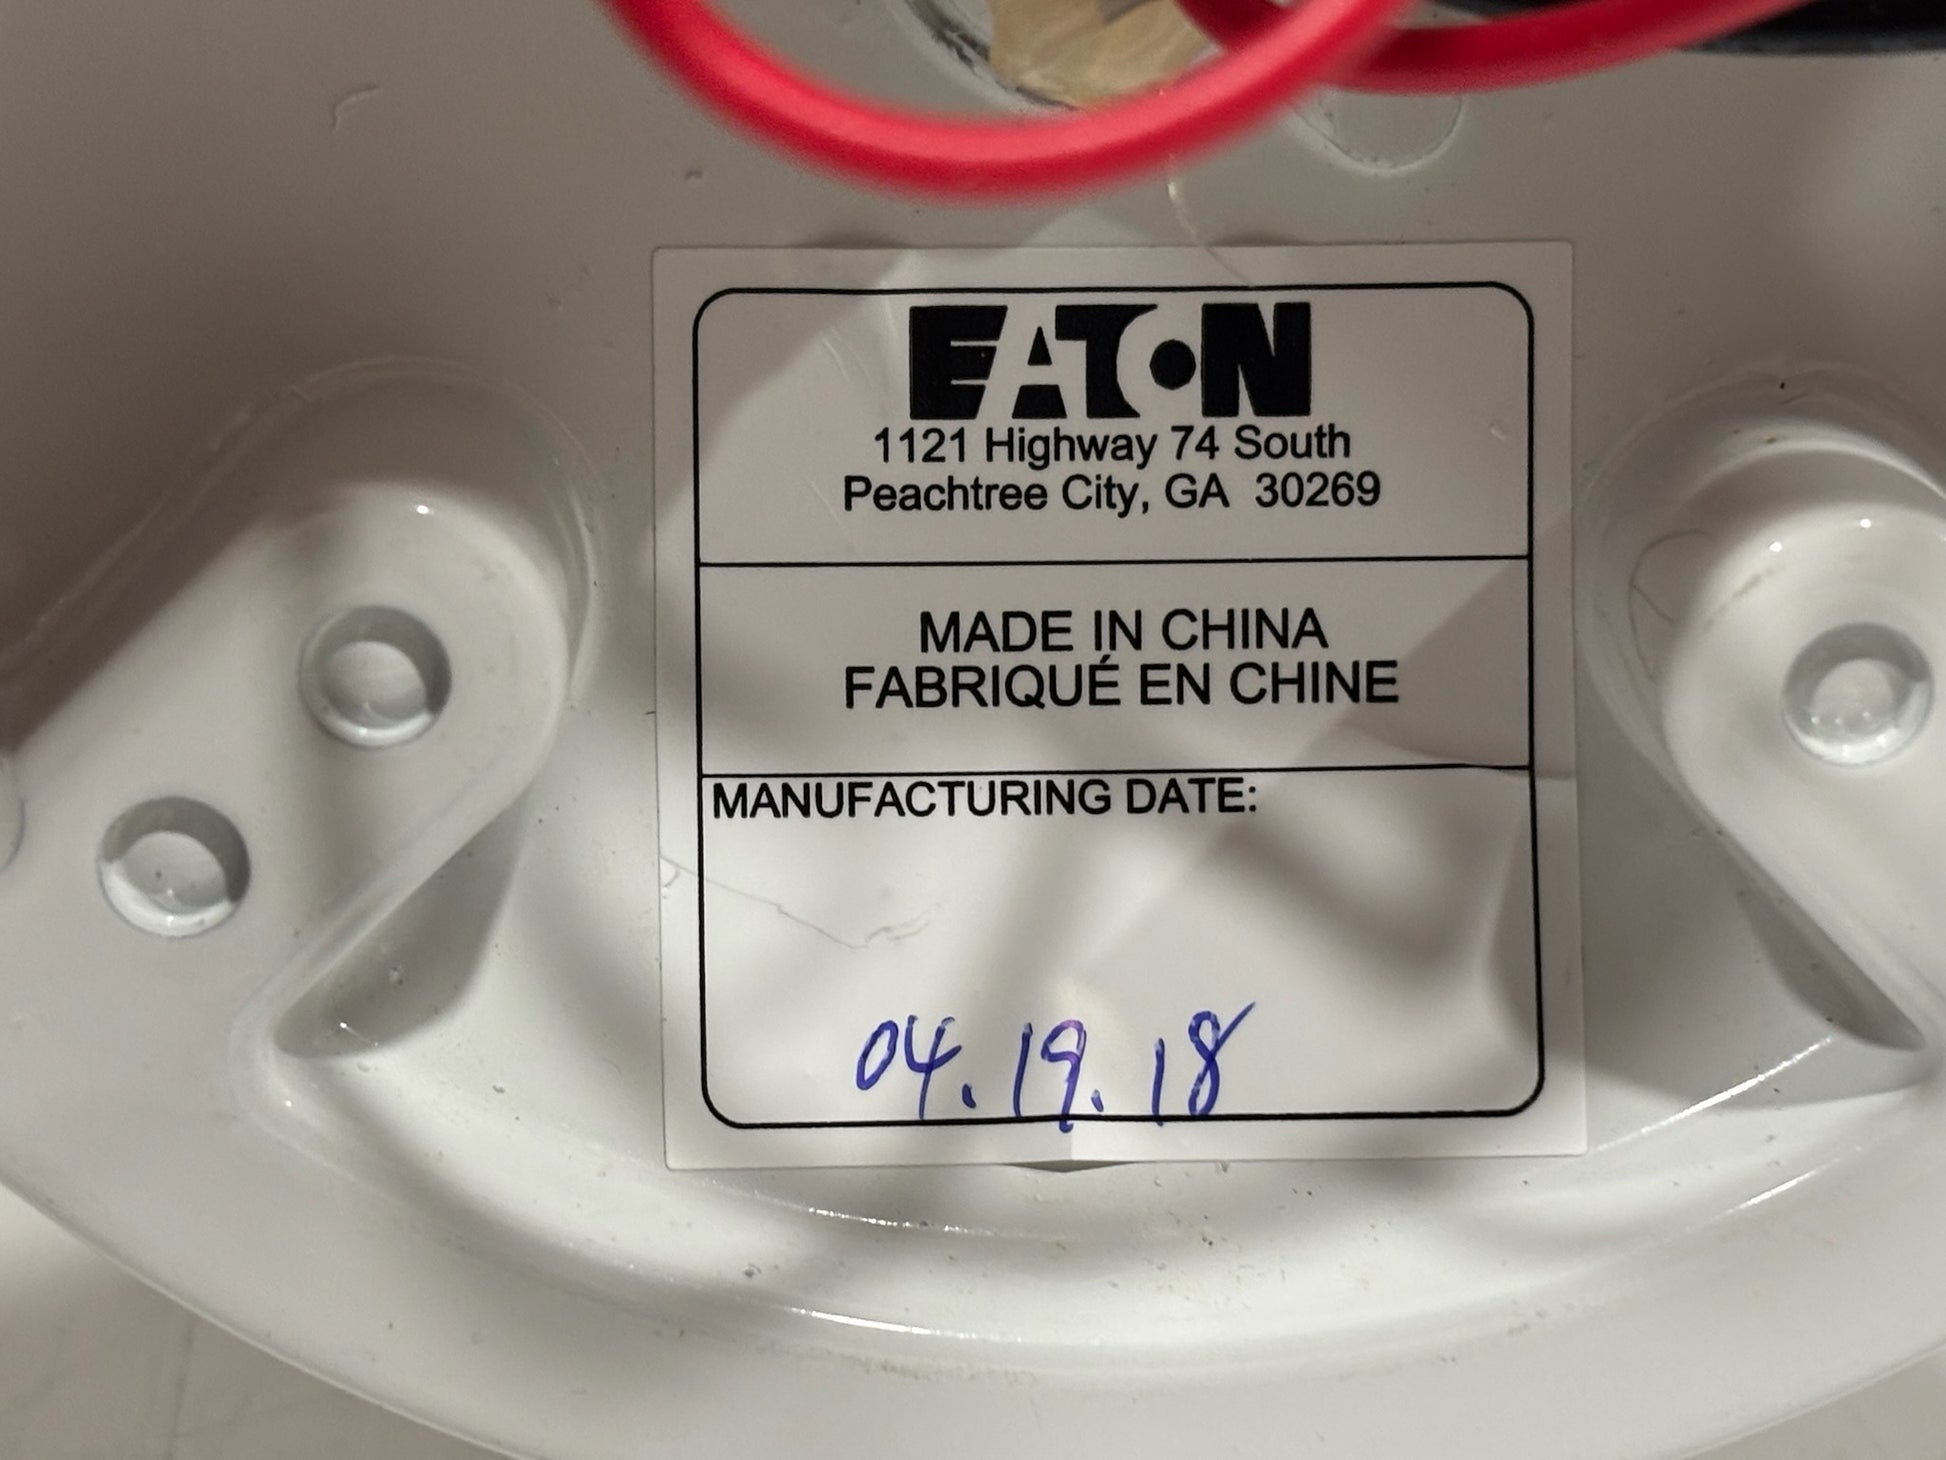 EATON
1121 Highway 74 South
Peachtree City, GA 30269
MADE IN CHINA
FABRIQUÉ EN CHINE
MANUFACTURING DATE:
04.19.18